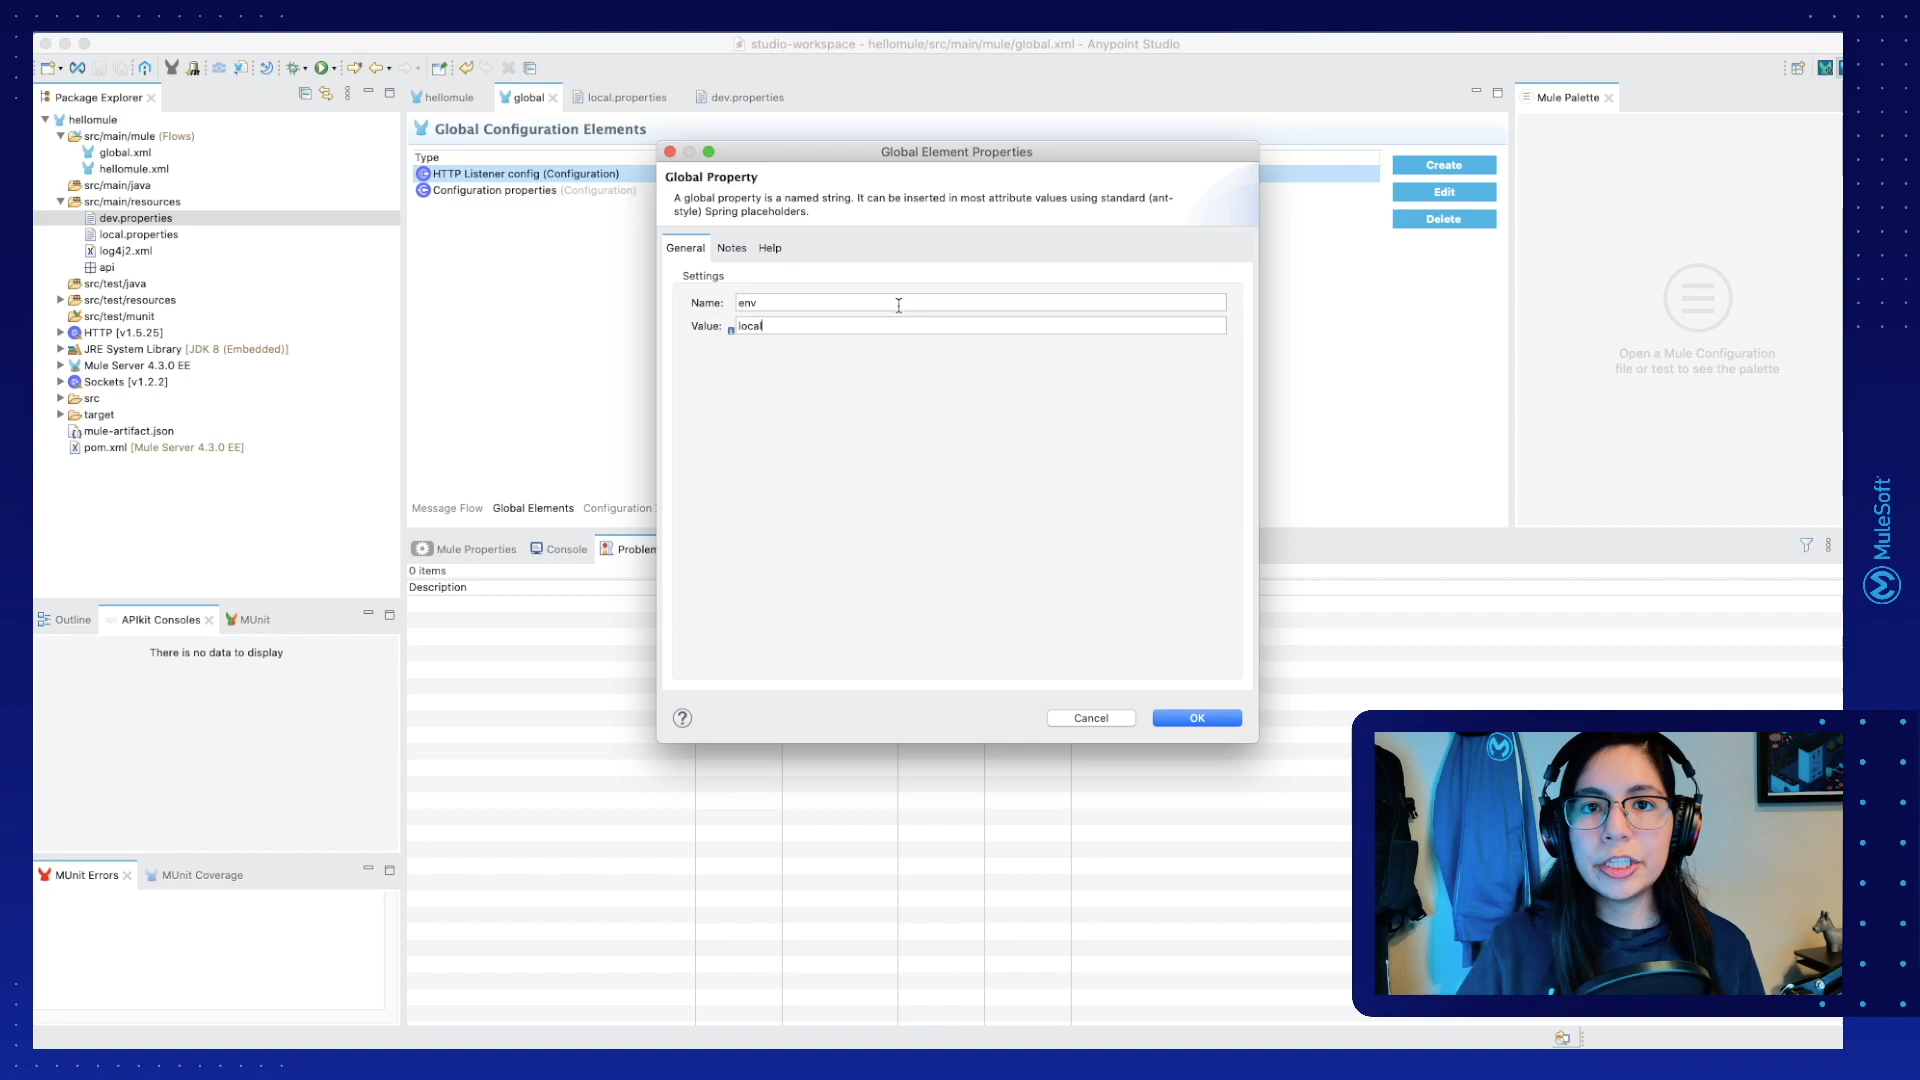 studio-workspace - hellomule/src/main/mule/global.xml - Anypoint Studio
Package Explorer
hellomule
global
local.properties
dev.properties
Mule Palette
hellomule
src/main/mule (Flows)
global.xml
hellomule.xml
src/main/java
src/main/resources
dev.properties
local.properties
log4j2.xml
api
src/test/java
src/test/resources
src/test/munit
HTTP [v1.5.25]
JRE System Library [JDK 8 (Embedded)]
Mule Server 4.3.0 EE
Sockets [v1.2.2]
src
target
mule-artifact.json
pom.xml [Mule Server 4.3.0 EE]
Global Configuration Elements
Type
HTTP Listener config (Configuration)
Configuration properties (Configuration)
Create
Edit
Delete
Global Element Properties
Global Property
A global property is a named string. It can be inserted in most attribute values using standard (ant-
style) Spring placeholders.
General
Notes
Help
Settings
Name: env
Value: local
Cancel
OK
Open a Mule Configuration
file or test to see the palette
Message Flow
Global Elements
Configuration
Mule Properties
Console
Problem
0 items
Description
Outline
APIkit Consoles
MUnit
There is no data to display
MUnit Errors
MUnit Coverage
MuleSoft